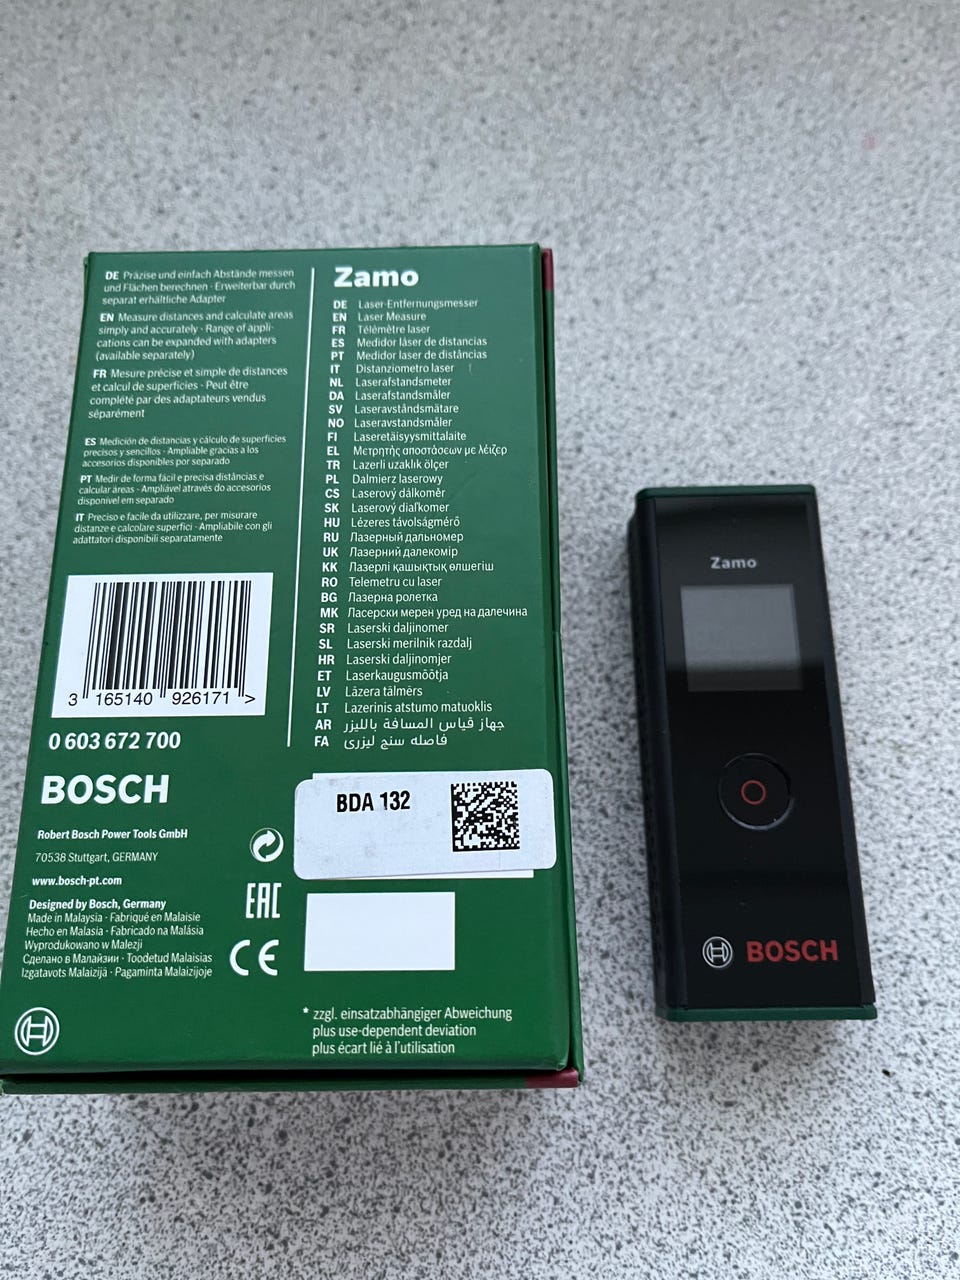 DE Präzise und einfach Abstände messen
und Flächen berechnen · Erweiterbar durch
separat erhältliche Adapter
EN Measure distances and calculate areas
simply and accurately · Range of appli-
cations can be expanded with adapters
(available separately)
FR Mesure précise et simple de distances
et calcul de superficies · Peut être
complété par des adaptateurs vendus
séparément
ES Medición de distancias y cálculo de superficies
precisos y sencillos · Ampliable gracias a los
accesorios disponibles por separado
PT Medir de forma fácil e precisa distâncias e
calcular áreas · Ampliável através do accesorios
disponivel em separado
IT Preciso e facile da utilizzare, per misurare
distanze e calcolare superfici · Ampliabile con gli
adattatori disponibili separatamente
3 165140 926171 >
0 603 672 700
BOSCH
Robert Bosch Power Tools GmbH
70538 Stuttgart, GERMANY
www.bosch-pt.com
Designed by Bosch, Germany
Made in Malaysia · Fabriqué en Malaisie
Hecho en Malasia · Fabricado na Malásia
Wyprodukowano w Malezji
Сделано в Малайзии · Toodetud Malaisias
Izgatavots Malaizijā · Pagaminta Malaizijoje
Zamo
DE Laser-Entfernungsmesser
EN Laser Measure
FR Télémètre laser
ES Medidor láser de distancias
PT Medidor laser de distâncias
IT Distanziometro laser
NL Laserafstandsmeter
DA Laserafstandsmåler
SV Laseravståndsmätare
NO Laseravstandsmåler
FI Laseretäisyysmittalaite
EL Μετρητής αποστάσεων με λέιζερ
TR Lazerli uzaklık ölçer
PL Dalmierz laserowy
CS Laserový dálkoměr
SK Laserový diaľkomer
HU Lézeres távolságmérő
RU Лазерный дальномер
UK Лазерний далекомір
KK Лазерлі қашықтық өлшегіш
RO Telemetru cu laser
BG Лазерна ролетка
MK Ласерски мерен уред на далечина
SR Laserski daljinomer
SL Laserski merilnik razdalj
HR Laserski daljinomjer
ET Laserkaugusmõõtja
LV Lāzera tālmērs
LT Lazerinis atstumo matuoklis
AR جهاز قياس المسافة بالليزر
FA فاصله سنج لیزری
BDA 132
EAC
CE
* zzgl. einsatzabhängiger Abweichung
plus use-dependent deviation
plus écart lié à l'utilisation
Zamo
BOSCH